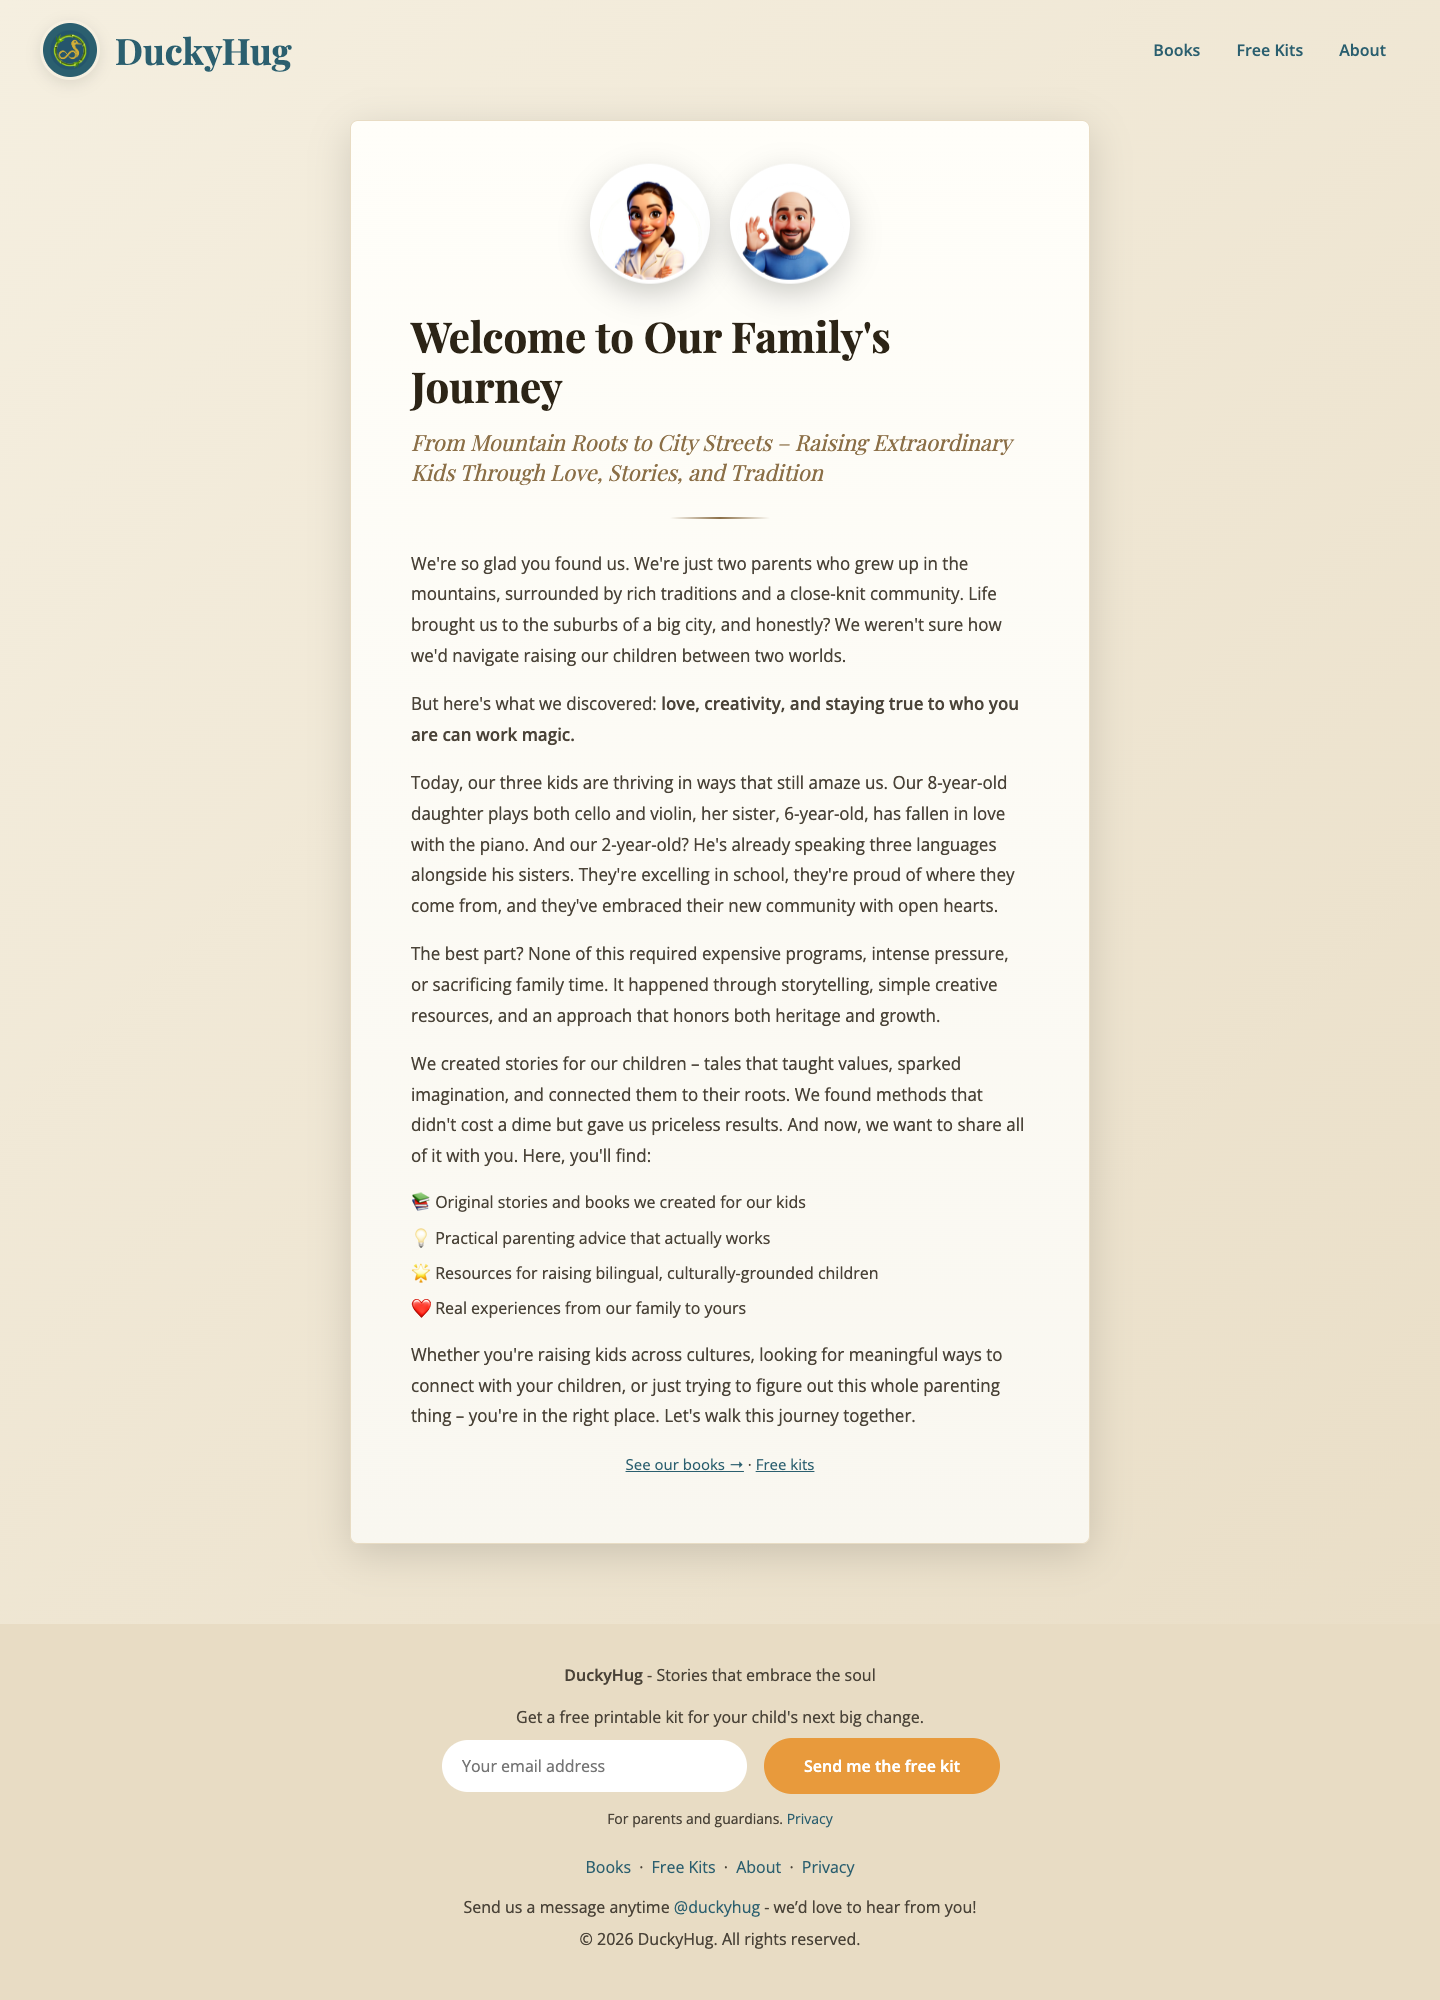 DuckyHug
Books
Free Kits
About
Welcome to Our Family's
Journey
From Mountain Roots to City Streets – Raising Extraordinary
Kids Through Love, Stories, and Tradition
We're so glad you found us. We're just two parents who grew up in the
mountains, surrounded by rich traditions and a close-knit community. Life
brought us to the suburbs of a big city, and honestly? We weren't sure how
we'd navigate raising our children between two worlds.
But here's what we discovered: love, creativity, and staying true to who you
are can work magic.
Today, our three kids are thriving in ways that still amaze us. Our 8-year-old
daughter plays both cello and violin, her sister, 6-year-old, has fallen in love
with the piano. And our 2-year-old? He's already speaking three languages
alongside his sisters. They're excelling in school, they're proud of where they
come from, and they've embraced their new community with open hearts.
The best part? None of this required expensive programs, intense pressure,
or sacrificing family time. It happened through storytelling, simple creative
resources, and an approach that honors both heritage and growth.
We created stories for our children – tales that taught values, sparked
imagination, and connected them to their roots. We found methods that
didn't cost a dime but gave us priceless results. And now, we want to share all
of it with you. Here, you'll find:
📚 Original stories and books we created for our kids
💡 Practical parenting advice that actually works
🌟 Resources for raising bilingual, culturally-grounded children
❤️ Real experiences from our family to yours
Whether you're raising kids across cultures, looking for meaningful ways to
connect with your children, or just trying to figure out this whole parenting
thing – you're in the right place. Let's walk this journey together.
See our books → · Free kits
DuckyHug - Stories that embrace the soul
Get a free printable kit for your child's next big change.
Your email address
Send me the free kit
For parents and guardians. Privacy
Books · Free Kits · About · Privacy
Send us a message anytime @duckyhug - we’d love to hear from you!
© 2026 DuckyHug. All rights reserved.